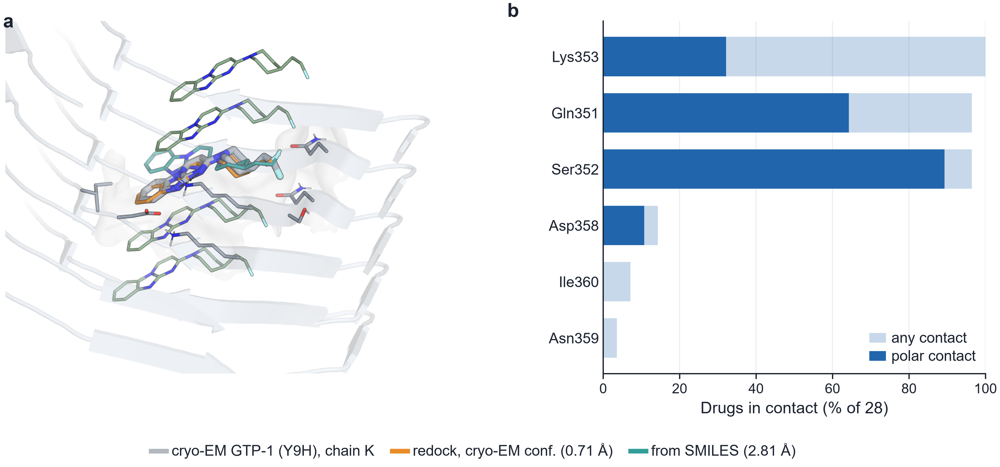 a
b
Lys353
Gln351
Ser352
Asp358
Ile360
Asn359
any contact
polar contact
0 20 40 60 80 100
Drugs in contact (% of 28)
cryo-EM GTP-1 (Y9H), chain K redock, cryo-EM conf. (0.71 Å) from SMILES (2.81 Å)